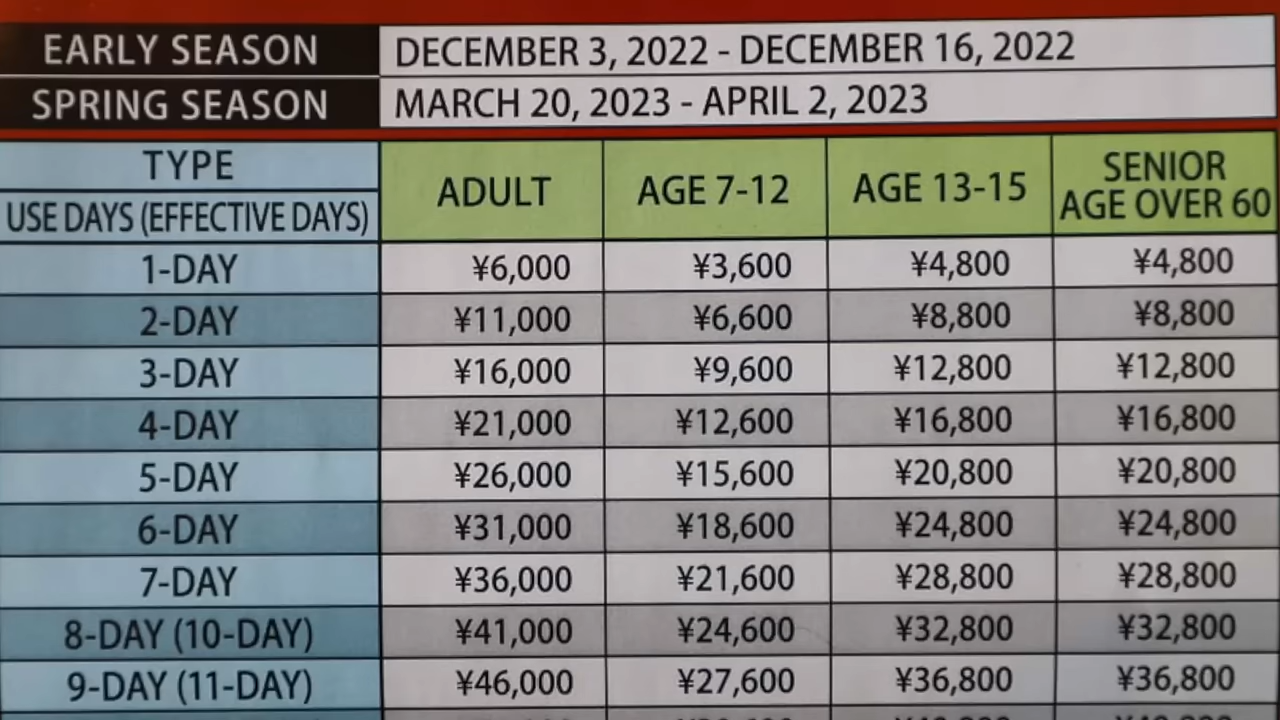 EARLY SEASON DECEMBER 3, 2022 - DECEMBER 16, 2022
SPRING SEASON MARCH 20, 2023 - APRIL 2, 2023
TYPE
USE DAYS (EFFECTIVE DAYS)
ADULT
AGE 7-12
AGE 13-15
SENIOR
AGE OVER 60
1-DAY ¥6,000 ¥3,600 ¥4,800 ¥4,800
2-DAY ¥11,000 ¥6,600 ¥8,800 ¥8,800
3-DAY ¥16,000 ¥9,600 ¥12,800 ¥12,800
4-DAY ¥21,000 ¥12,600 ¥16,800 ¥16,800
5-DAY ¥26,000 ¥15,600 ¥20,800 ¥20,800
6-DAY ¥31,000 ¥18,600 ¥24,800 ¥24,800
7-DAY ¥36,000 ¥21,600 ¥28,800 ¥28,800
8-DAY (10-DAY) ¥41,000 ¥24,600 ¥32,800 ¥32,800
9-DAY (11-DAY) ¥46,000 ¥27,600 ¥36,800 ¥36,800